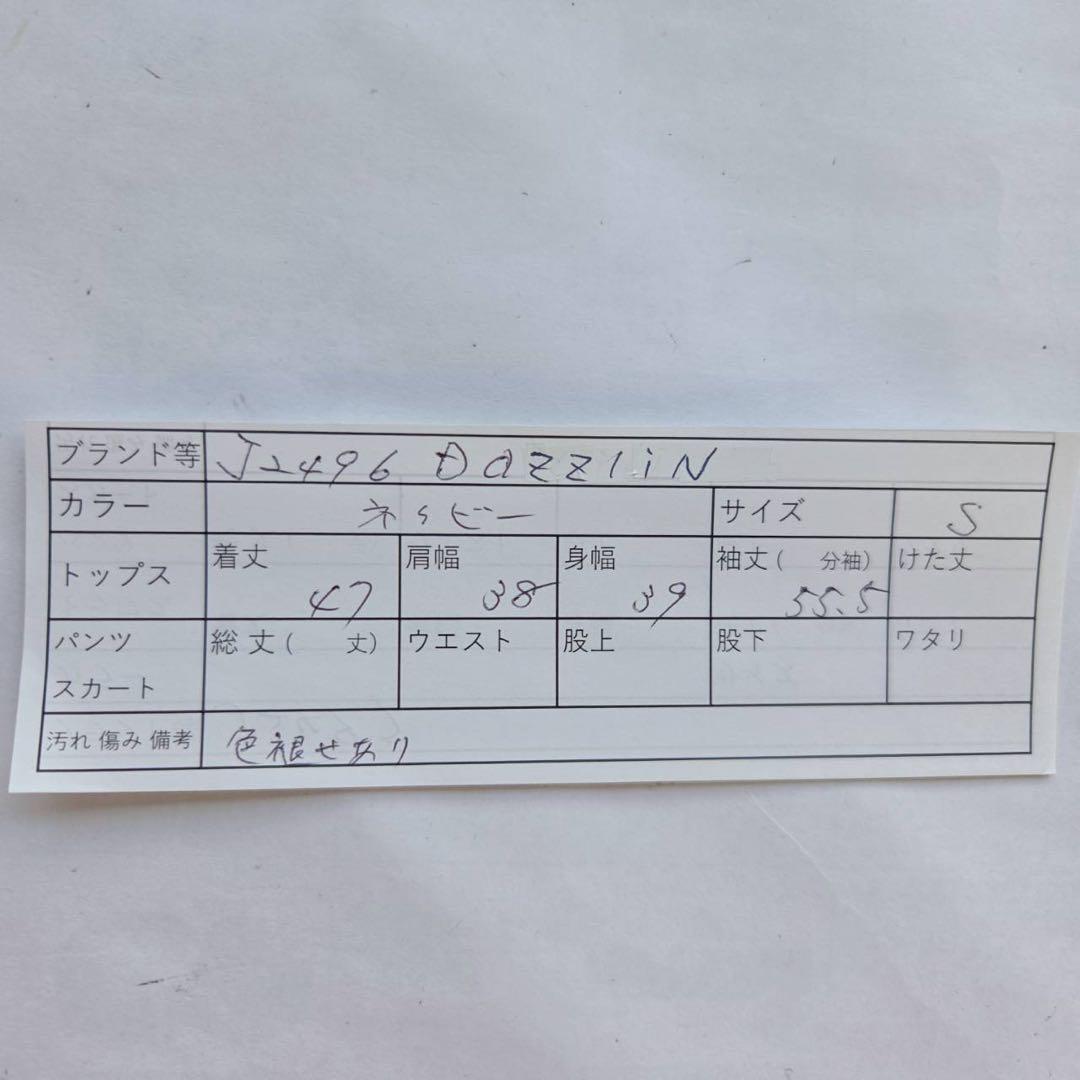 ブランド等 J2496 DazzliN
カラー ネイビー サイズ S
トップス 着丈 47 肩幅 38 身幅 39 袖丈( 分袖) 55.5 けた丈
パンツ スカート 総丈( 丈) ウエスト 股上 股下 ワタリ
汚れ 傷み 備考 色褪せあり